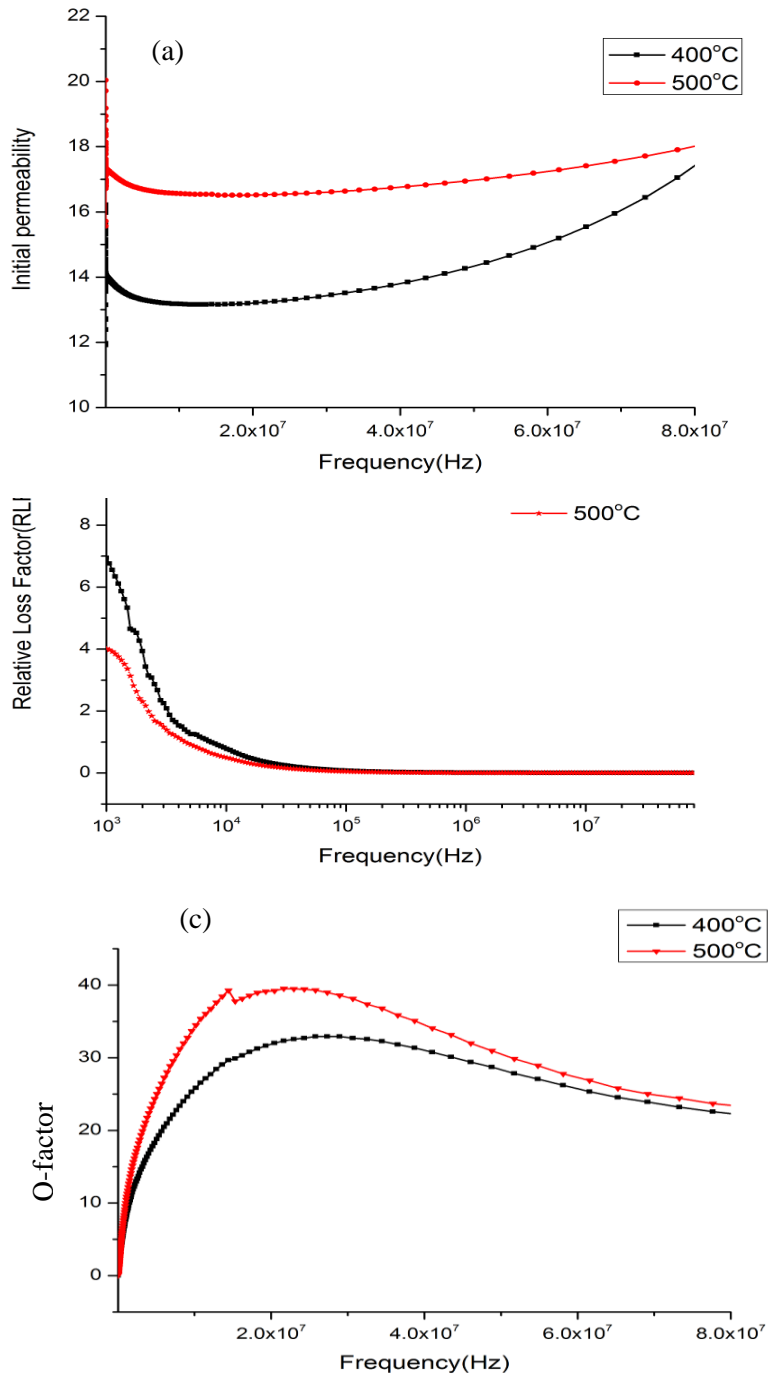 (a)
400°C
500°C
22
20
18
16
14
12
10
Initial permeability
2.0x10⁷ 4.0x10⁷ 6.0x10⁷ 8.0x10⁷
Frequency(Hz)
500°C
8
6
4
2
0
Relative Loss Factor(RLI
10³ 10⁴ 10⁵ 10⁶ 10⁷
Frequency(Hz)
(c)
400°C
500°C
40
30
20
10
0
O-factor
2.0x10⁷ 4.0x10⁷ 6.0x10⁷ 8.0x10⁷
Frequency(Hz)